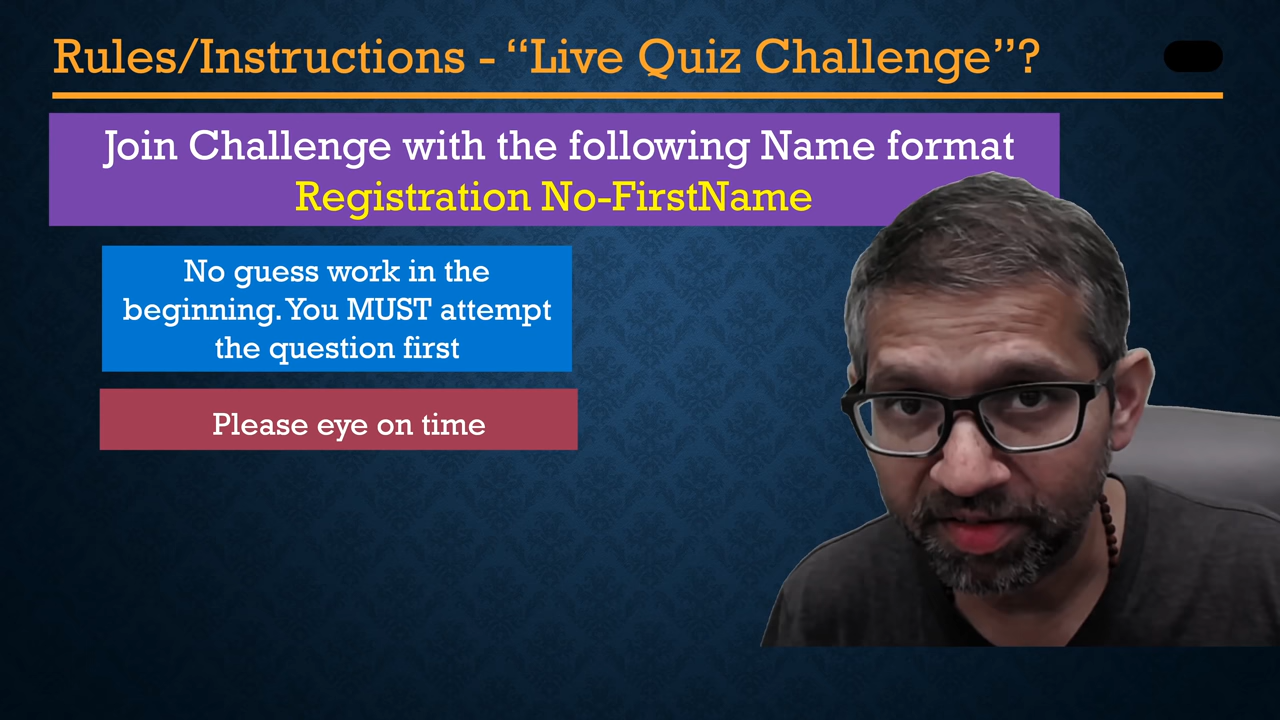 Rules/Instructions - “Live Quiz Challenge”?
Join Challenge with the following Name format
Registration No-FirstName
No guess work in the
beginning. You MUST attempt
the question first
Please eye on time